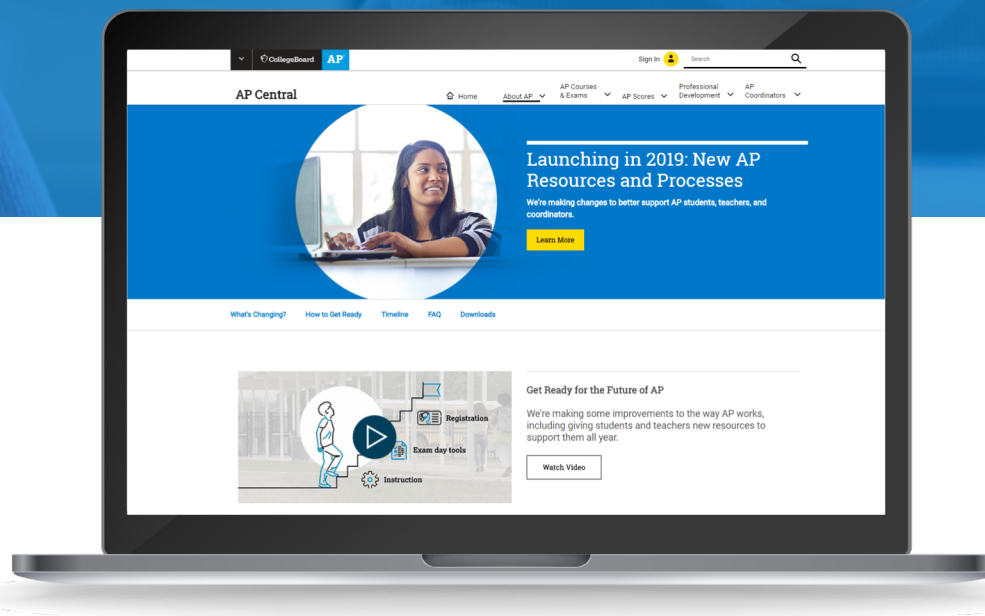 CollegeBoard
AP
Sign In
Search
AP Central
Home
About AP
AP Courses
& Exams
AP Scores
Professional
Development
AP
Coordinators
Launching in 2019: New AP
Resources and Processes
We're making changes to better support AP students, teachers, and
coordinators.
Learn More
What's Changing?
How to Get Ready
Timeline
FAQ
Downloads
Registration
Exam day tools
Instruction
Get Ready for the Future of AP
We're making some improvements to the way AP works,
including giving students and teachers new resources to
support them all year.
Watch Video